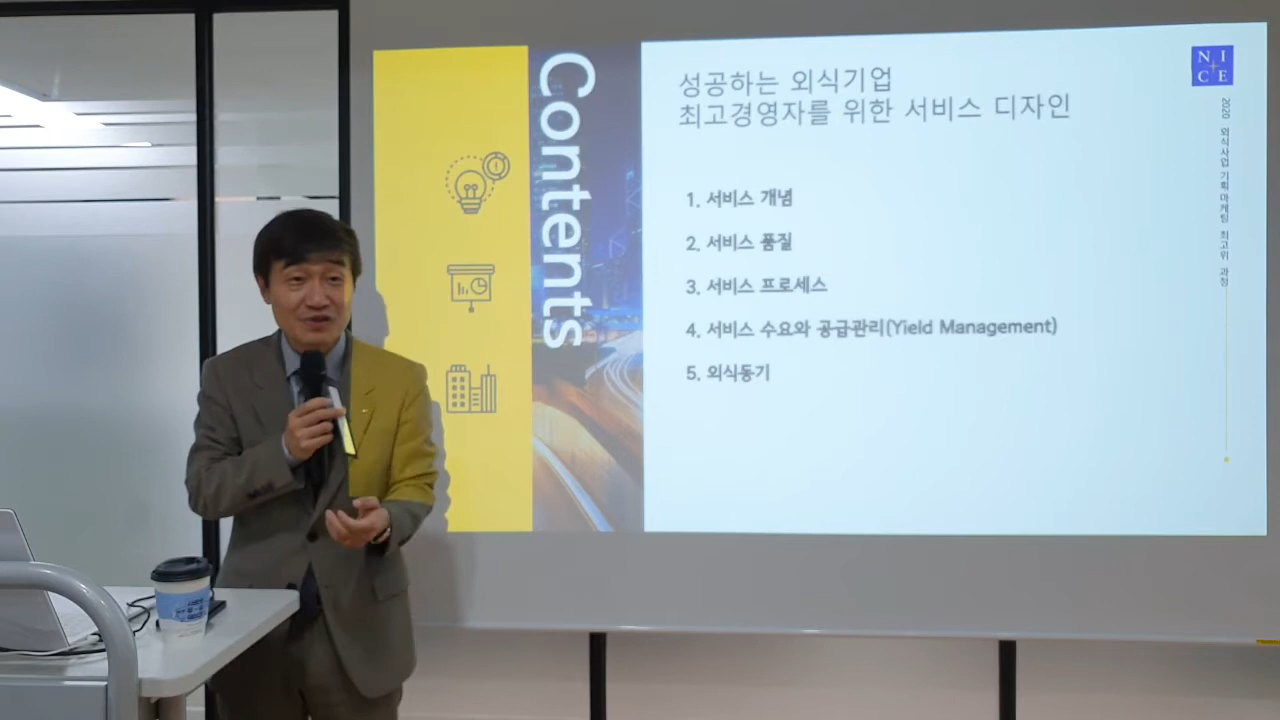 Contents
성공하는 외식기업
최고경영자를 위한 서비스 디자인
1. 서비스 개념
2. 서비스 품질
3. 서비스 프로세스
4. 서비스 수요와 공급관리(Yield Management)
5. 외식동기
N I
C E
외식사업 기획마케팅 최고위 과정